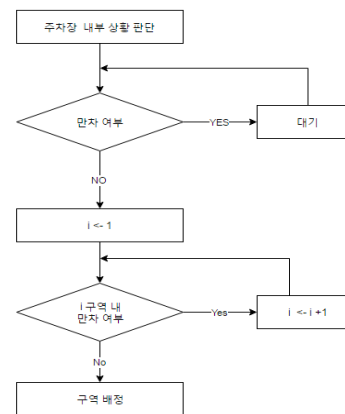 주차장 내부 상황 판단
만차 여부
YES
대기
NO
i <- 1
i 구역 내
만차 여부
Yes
i <- i +1
No
구역 배정